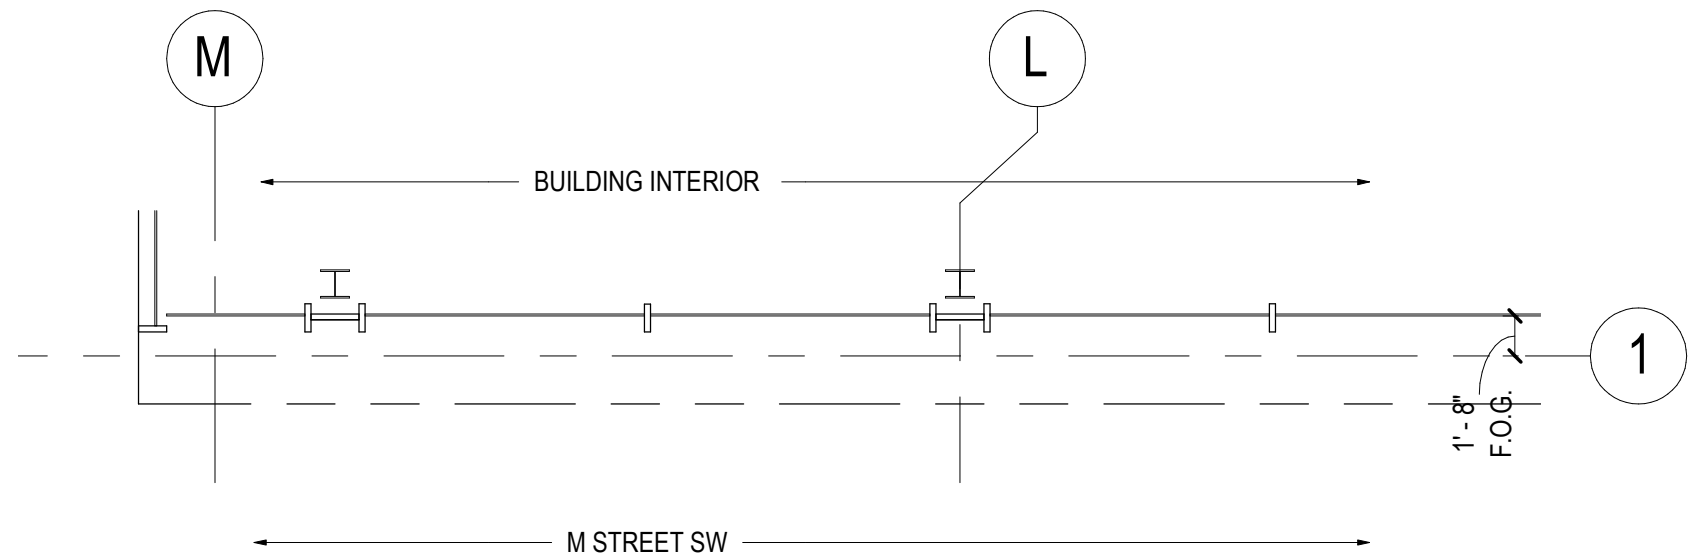 M
L
BUILDING INTERIOR
1
1' - 8"
F.O.G.
M STREET SW